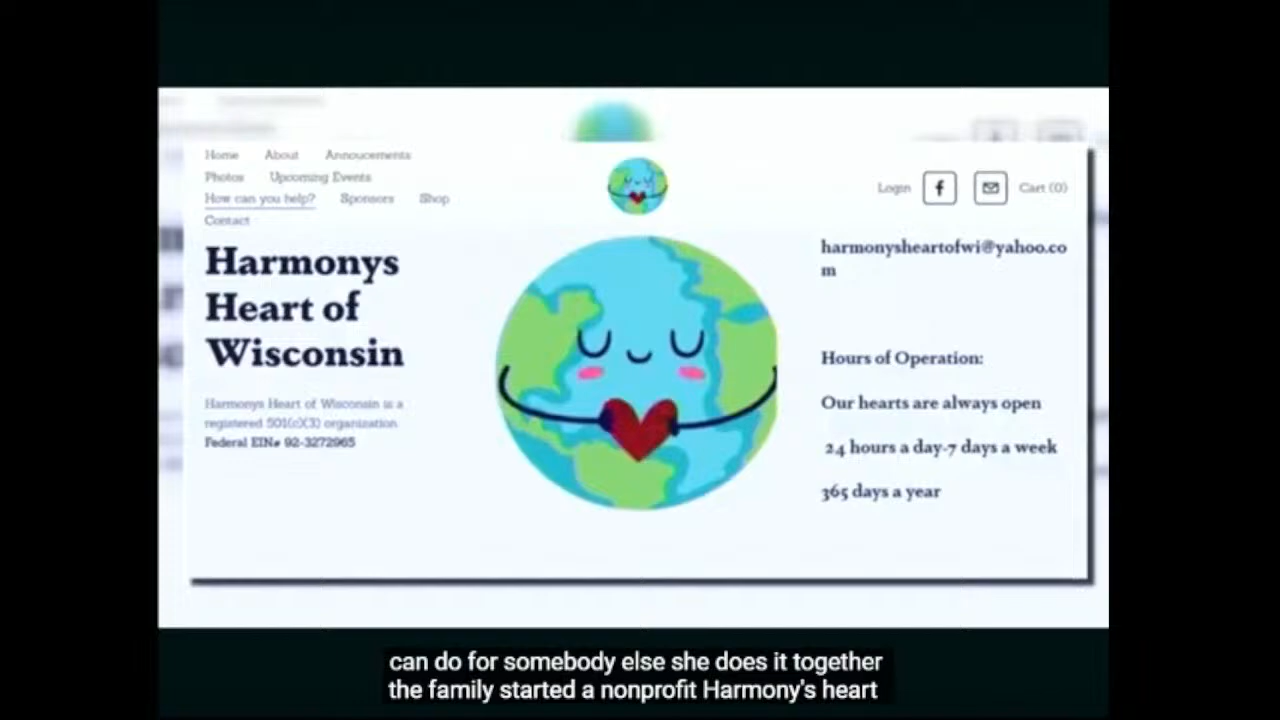 Home About Annoucements
Photos Upcoming Events
How can you help? Sponsors Shop
Contact
Login Cart (0)
Harmonys
Heart of
Wisconsin
Harmonys Heart of Wisconsin is a
registered 501(c)(3) organization
Federal EIN# 92-3272965
harmonysheartofwi@yahoo.co
m
Hours of Operation:
Our hearts are always open
24 hours a day-7 days a week
365 days a year
can do for somebody else she does it together
the family started a nonprofit Harmony's heart